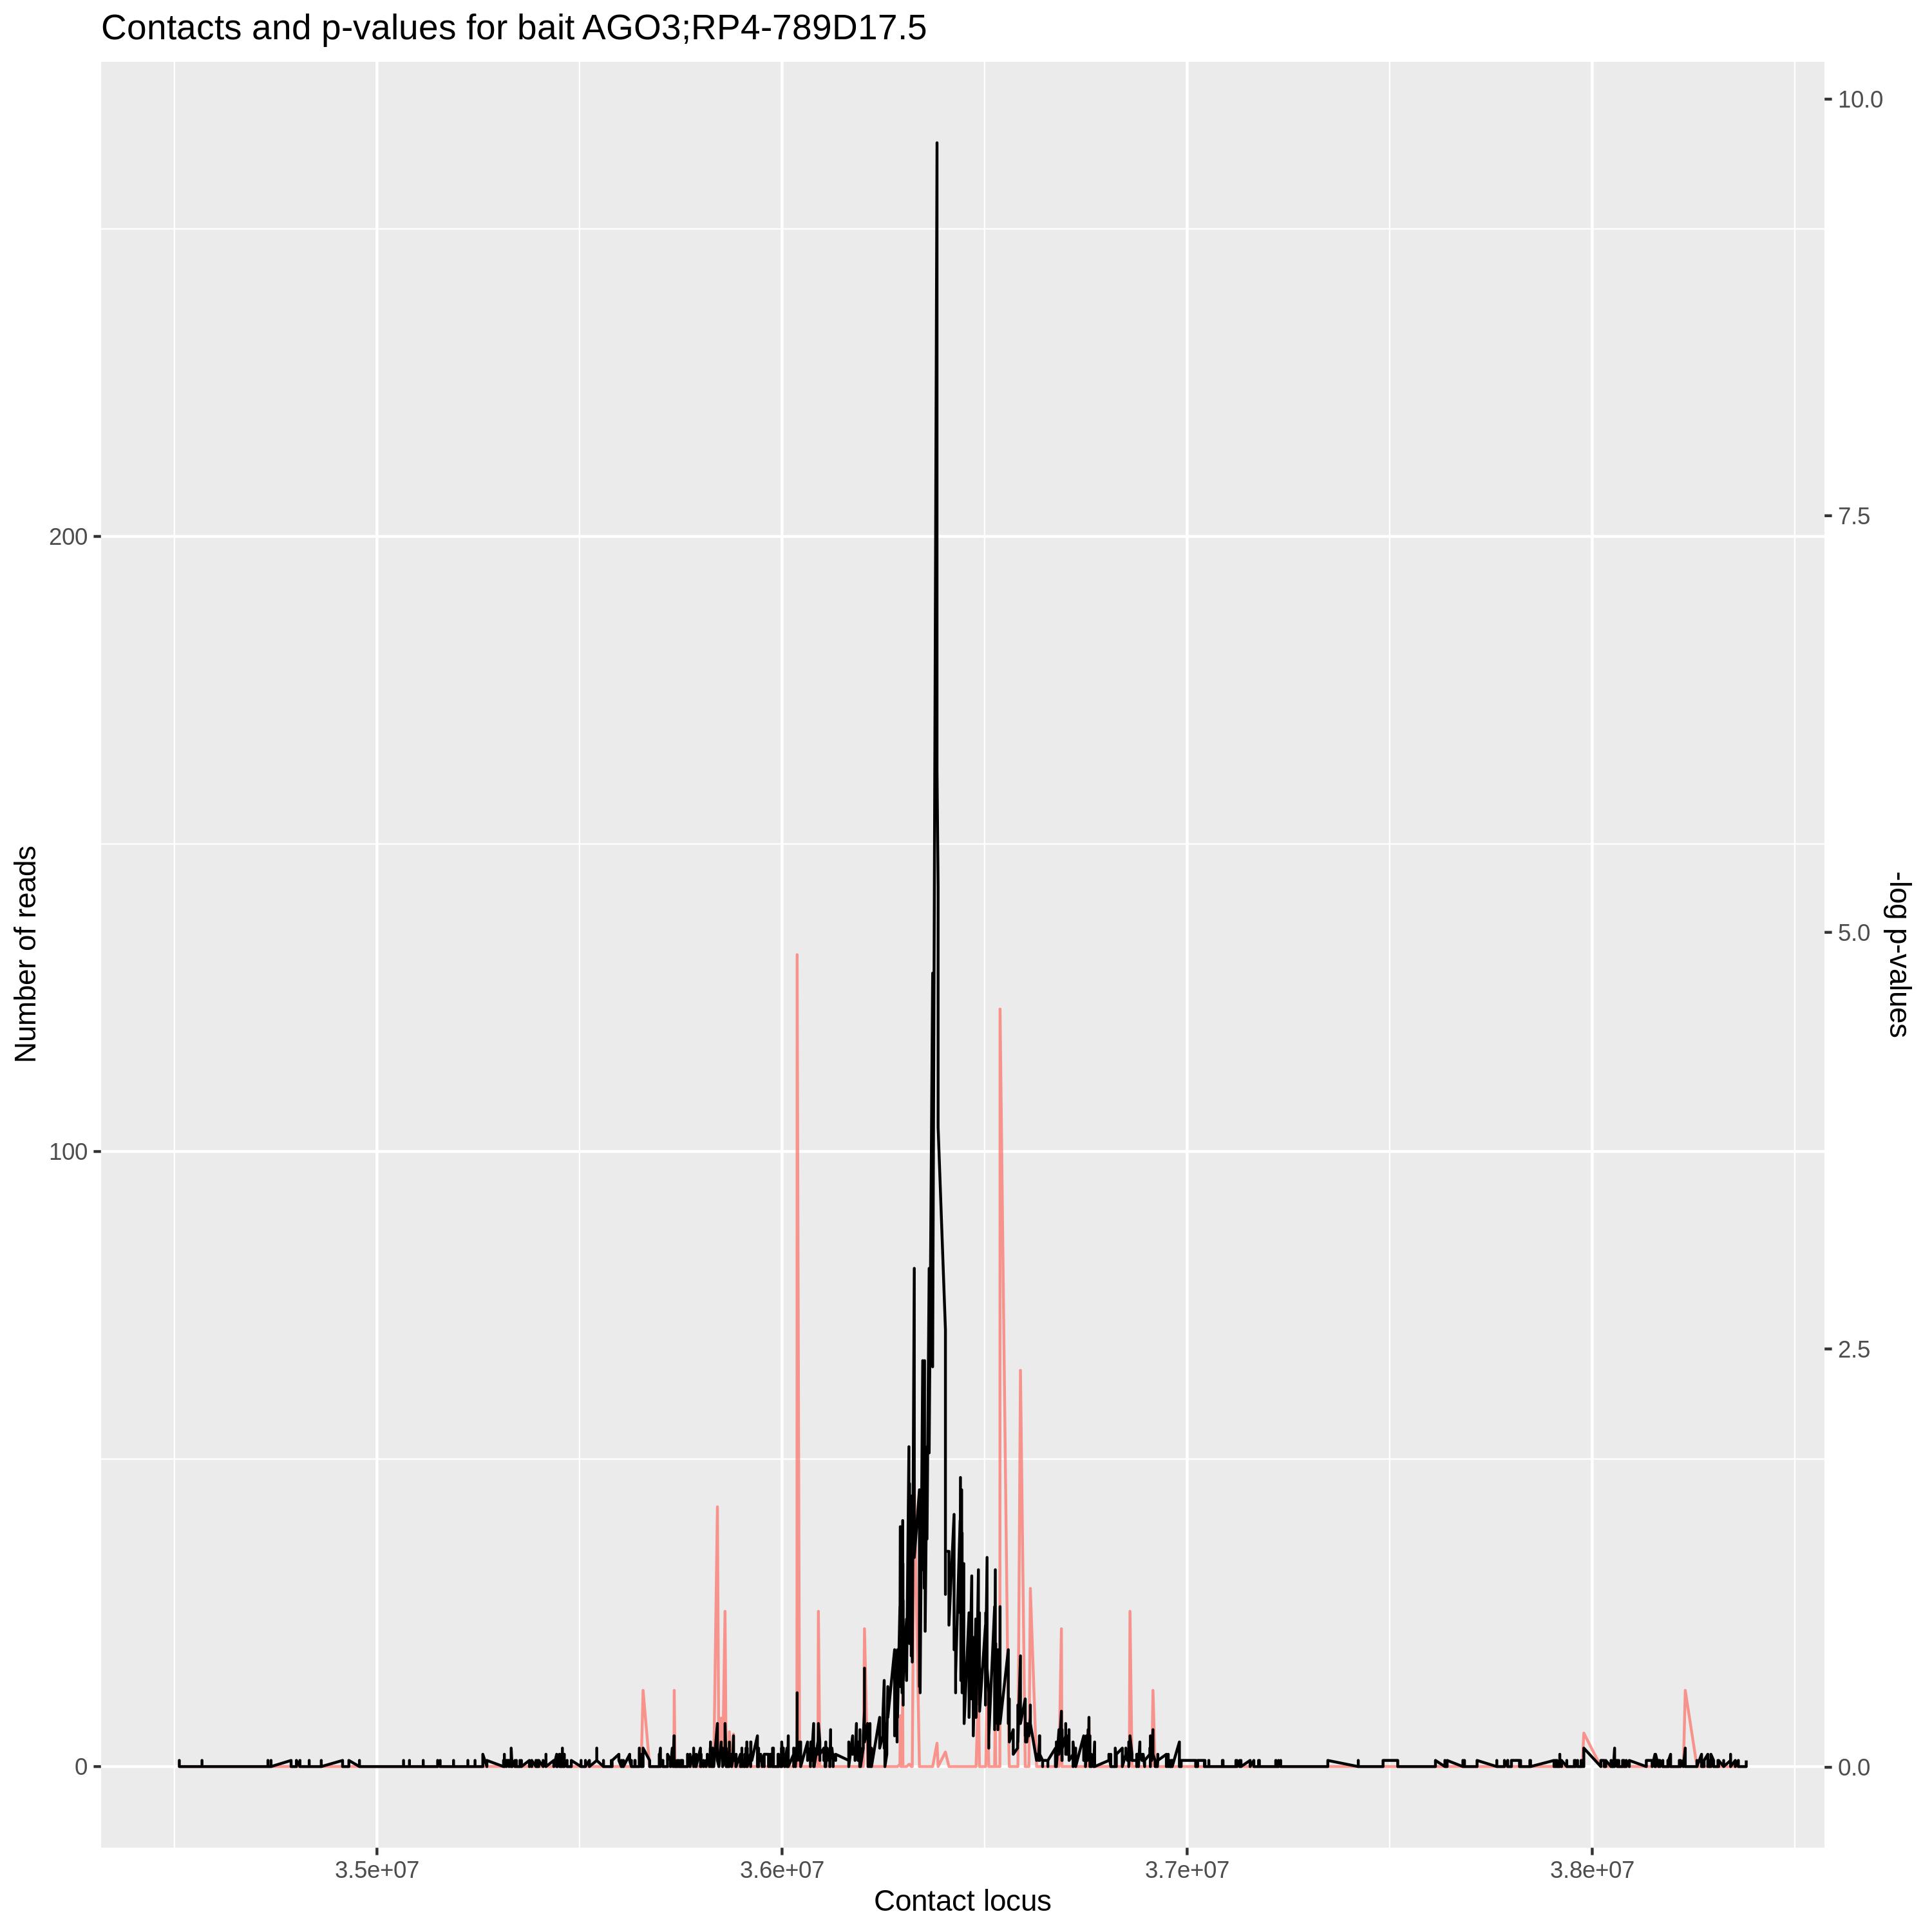 Contacts and p-values for bait AGO3;RP4-789D17.5
Number of reads
200
100
0
10.0
7.5
5.0
2.5
0.0
-log p-values
3.5e+07
3.6e+07
3.7e+07
3.8e+07
Contact locus